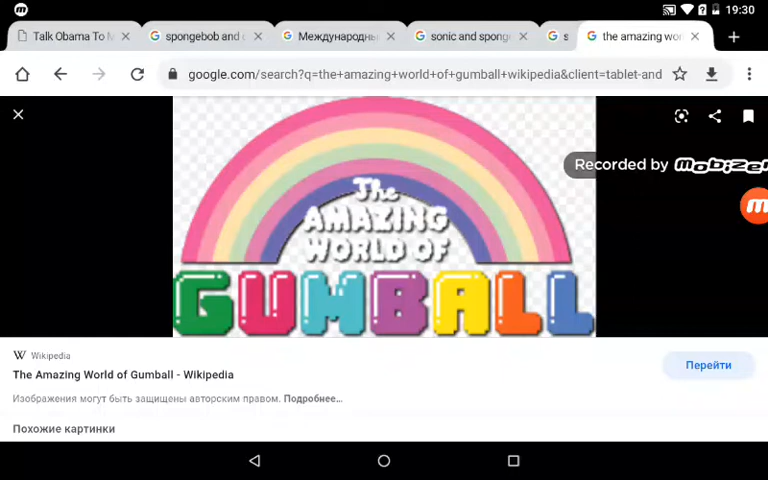 19:30
Talk Obama To M
spongebob and
Международны
sonic and spong
s
the amazing wor
google.com/search?q=the+amazing+world+of+gumball+wikipedia&client=tablet-and
Recorded by mobizen
The
AMAZING
WORLD OF
GUMBALL
W Wikipedia
The Amazing World of Gumball - Wikipedia
Перейти
Изображения могут быть защищены авторским правом. Подробнее...
Похожие картинки